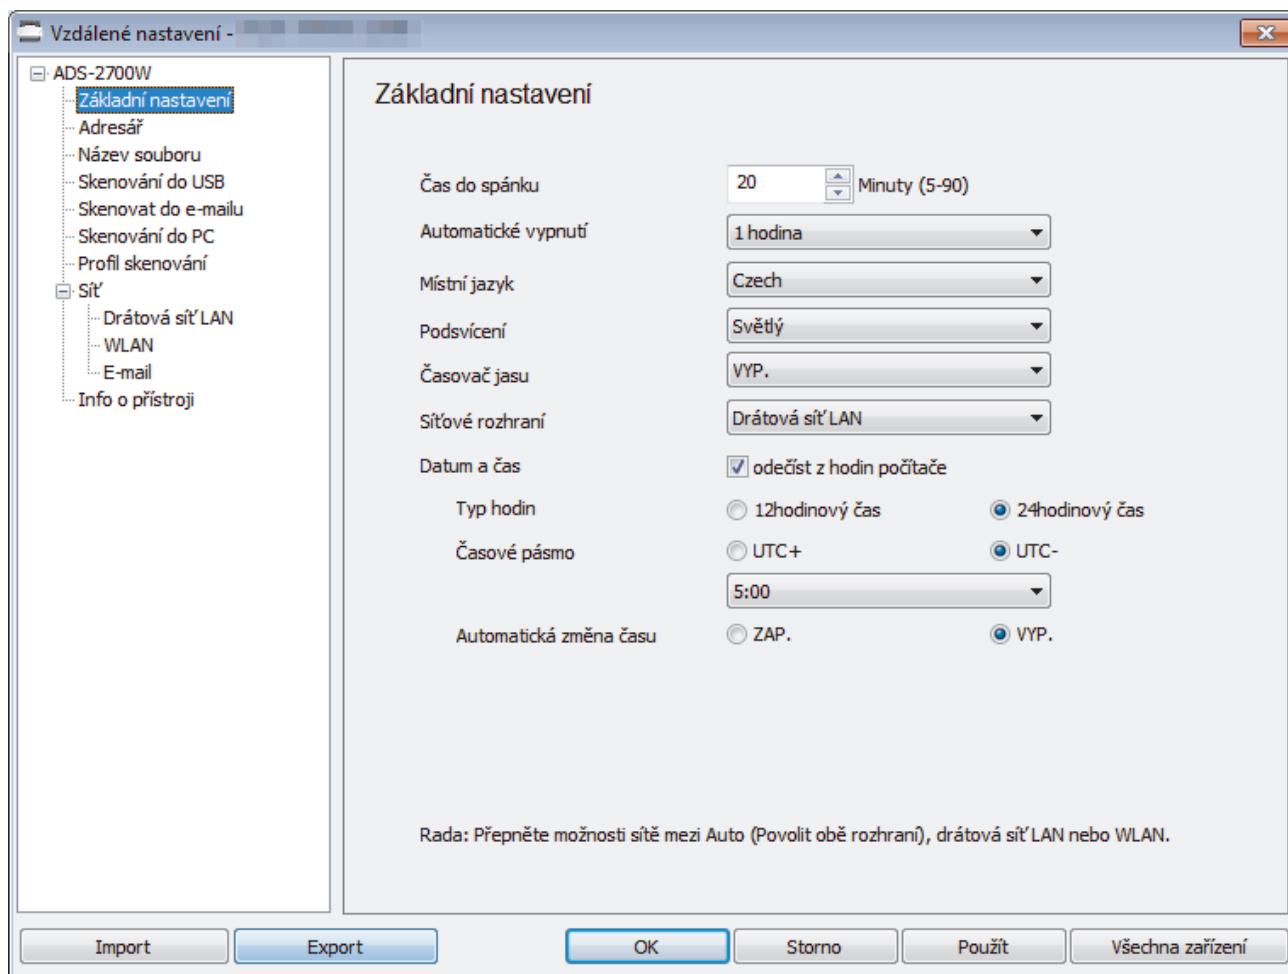 Vzdálené nastavení -
ADS-2700W
Základní nastavení
Adresář
Název souboru
Skenování do USB
Skenovat do e-mailu
Skenování do PC
Profil skenování
Síť
Drátová síť LAN
WLAN
E-mail
Info o přístroji
Základní nastavení
Čas do spánku 20 Minuty (5-90)
Automatické vypnutí 1 hodina
Místní jazyk Czech
Podsvícení Světlý
Časovač jasu VYP.
Síťové rozhraní Drátová síť LAN
Datum a čas odečíst z hodin počítače
Typ hodin 12hodinový čas 24hodinový čas
Časové pásmo UTC+ UTC-
5:00
Automatická změna času ZAP. VYP.
Rada: Přepněte možnosti sítě mezi Auto (Povolit obě rozhraní), drátová síť LAN nebo WLAN.
Import Export OK Storno Použít Všechna zařízení